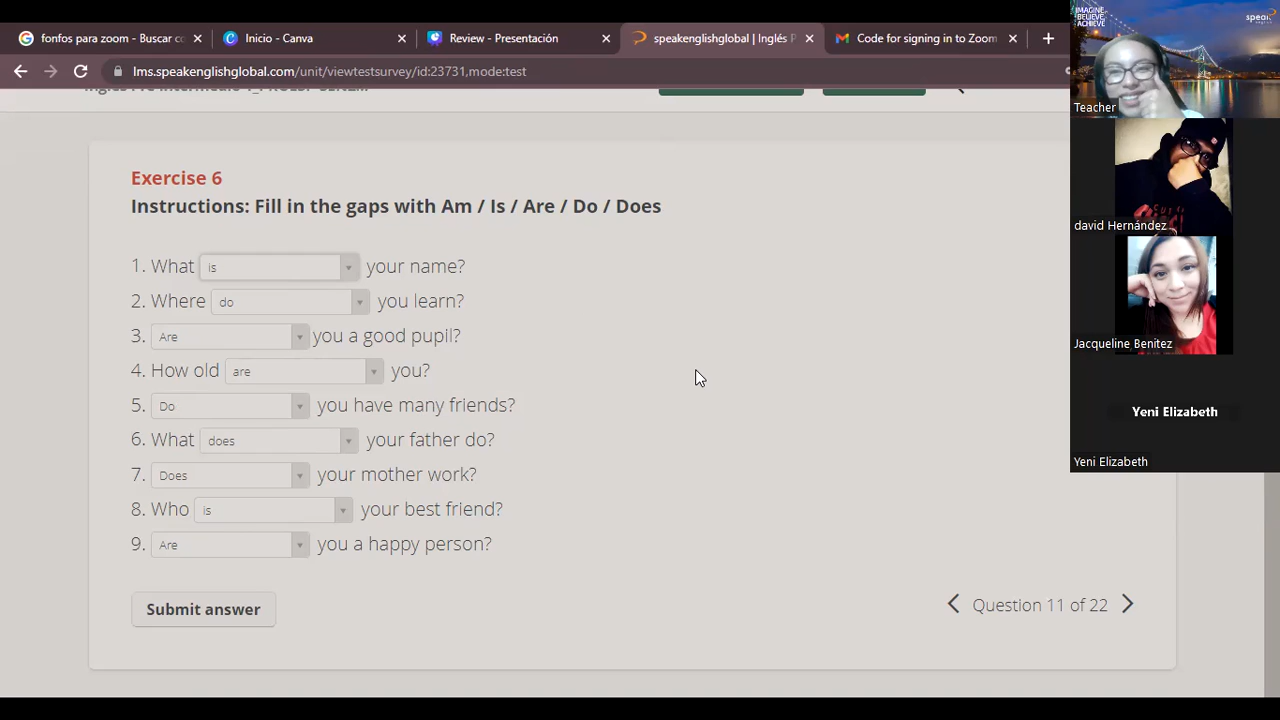 fonfos para zoom - Buscar co
Inicio - Canva
Review - Presentación
speakenglishglobal | Inglés P
Code for signing in to Zoom
lms.speakenglishglobal.com/unit/viewtestsurvey/id:23731,mode:test
Exercise 6
Instructions: Fill in the gaps with Am / Is / Are / Do / Does
1. What is your name?
2. Where do you learn?
3. Are you a good pupil?
4. How old are you?
5. Do you have many friends?
6. What does your father do?
7. Does your mother work?
8. Who is your best friend?
9. Are you a happy person?
Submit answer
Question 11 of 22
IMAGINE
BELIEVE
ACHIEVE
speak
Teacher
david Hernández
Jacqueline Benitez
Yeni Elizabeth
Yeni Elizabeth